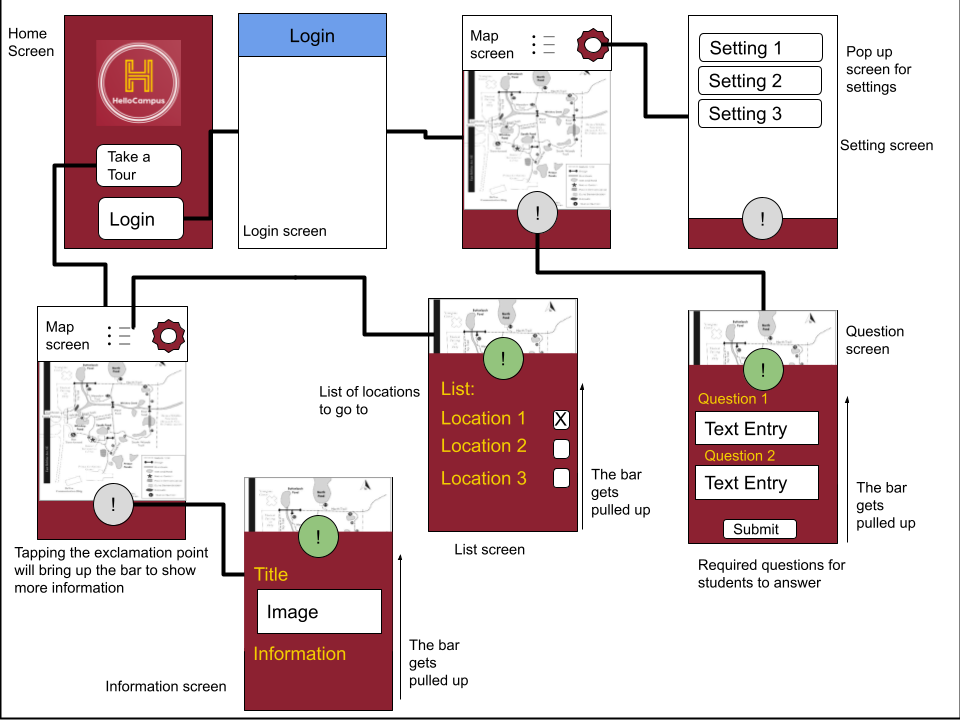 Home
Screen
HelloCampus
Take a
Tour
Login
Login
Login screen
Map
screen
!
Setting 1
Setting 2
Setting 3
!
Pop up
screen for
settings
Setting screen
Map
screen
!
Tapping the exclamation point
will bring up the bar to show
more information
!
Title
Image
Information
Information screen
The bar
gets
pulled up
List of locations
to go to
!
List:
Location 1 X
Location 2
Location 3
List screen
The bar
gets
pulled up
!
Question 1
Text Entry
Question 2
Text Entry
Submit
Question
screen
The bar
gets
pulled up
Required questions for
students to answer